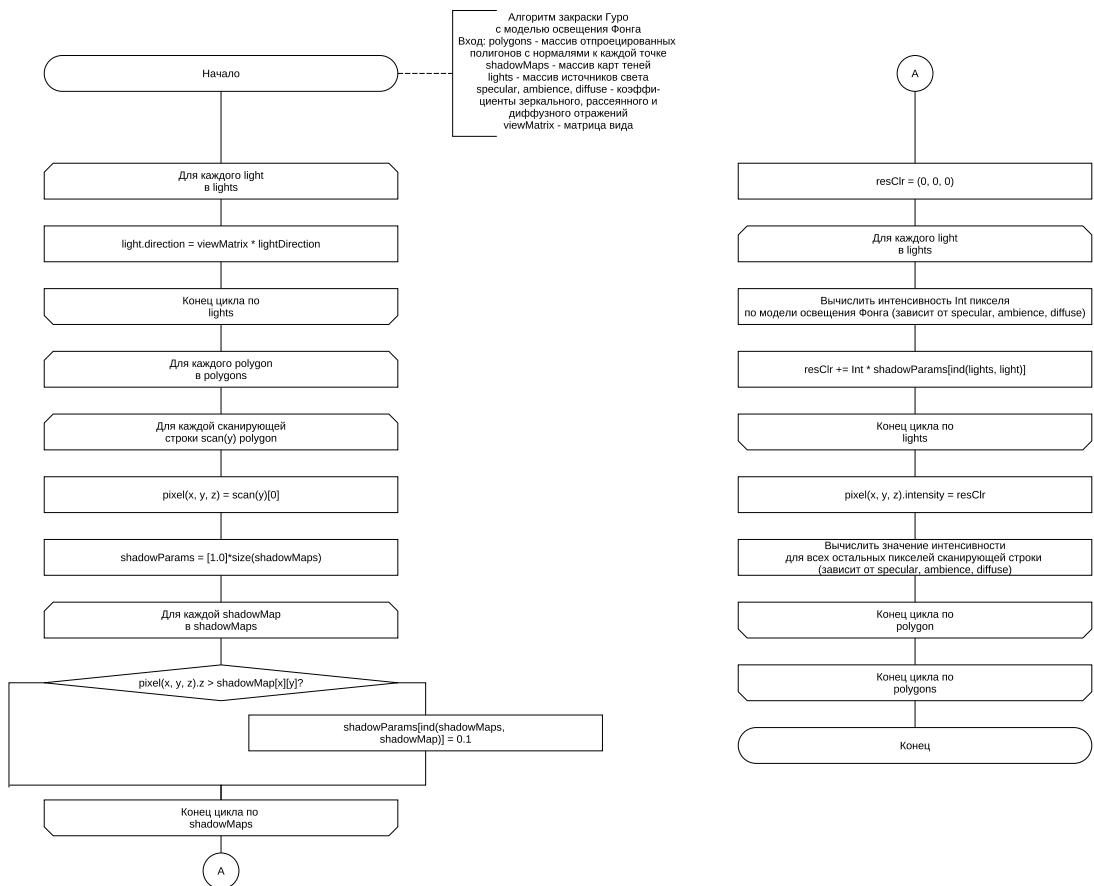 Алгоритм закраски Гуро
с моделью освещения Фонга
Вход: polygons - массив отпроецированных
полигонов с нормалями к каждой точке
shadowMaps - массив карт теней
lights - массив источников света
specular, ambience, diffuse - коэффи-
циенты зеркального, рассеянного и
диффузного отражений
viewMatrix - матрица вида
Начало
Для каждого light
в lights
light.direction = viewMatrix * lightDirection
Конец цикла по
lights
Для каждого polygon
в polygons
Для каждой сканирующей
строки scan(y) polygon
pixel(x, y, z) = scan(y)[0]
shadowParams = [1.0]*size(shadowMaps)
Для каждой shadowMap
в shadowMaps
pixel(x, y, z).z > shadowMap[x][y]?
shadowParams[ind(shadowMaps,
shadowMap)] = 0.1
Конец цикла по
shadowMaps
A
A
resClr = (0, 0, 0)
Для каждого light
в lights
Вычислить интенсивность Int пикселя
по модели освещения Фонга (зависит от specular, ambience, diffuse)
resClr += Int * shadowParams[ind(lights, light)]
Конец цикла по
lights
pixel(x, y, z).intensity = resClr
Вычислить значение интенсивности
для всех остальных пикселей сканирующей строки
(зависит от specular, ambience, diffuse)
Конец цикла по
polygon
Конец цикла по
polygons
Конец